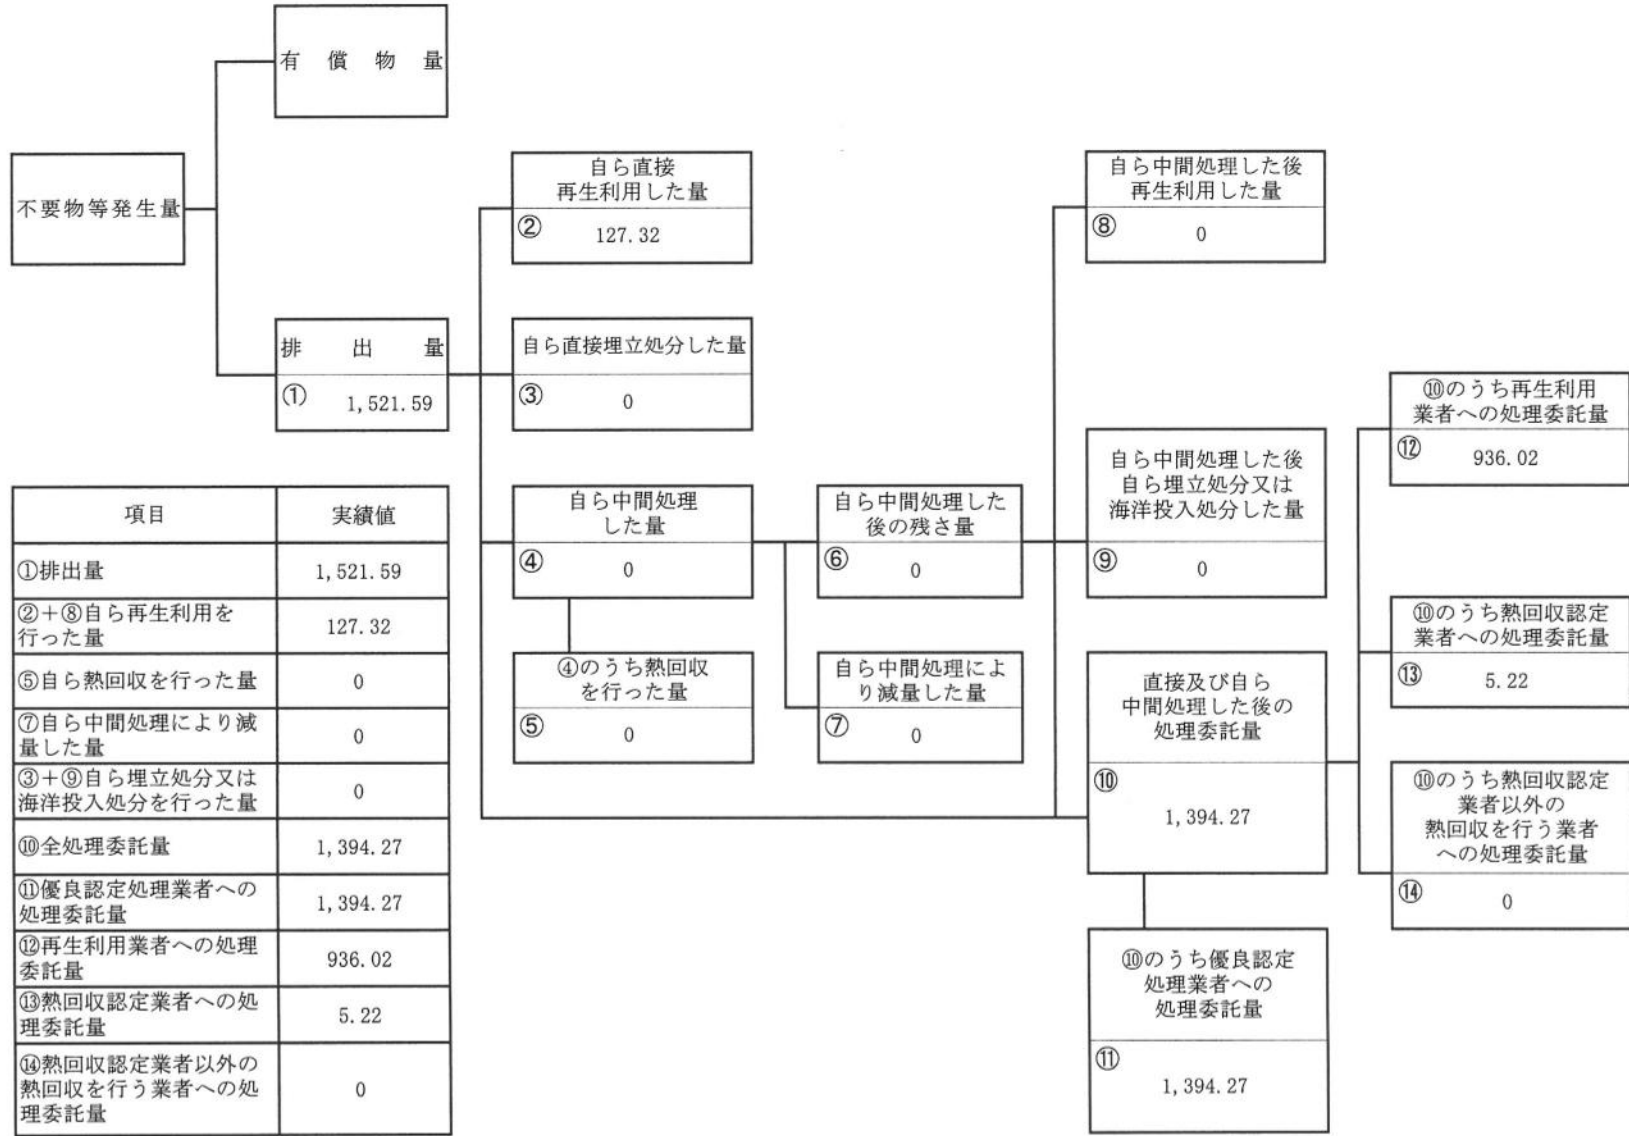 有償物量
不要物等発生量
排出量
① 1,521.59
自ら直接
再生利用した量
② 127.32
自ら直接埋立処分した量
③ 0
自ら中間処理
した量
④ 0
④のうち熱回収
を行った量
⑤ 0
自ら中間処理した
後の残さ量
⑥ 0
自ら中間処理によ
り減量した量
⑦ 0
自ら中間処理した後
再生利用した量
⑧ 0
自ら中間処理した後
自ら埋立処分又は
海洋投入処分した量
⑨ 0
直接及び自ら
中間処理した後の
処理委託量
⑩
1,394.27
⑩のうち優良認定
処理業者への
処理委託量
⑪
1,394.27
⑩のうち再生利用
業者への処理委託量
⑫ 936.02
⑩のうち熱回収認定
業者への処理委託量
⑬ 5.22
⑩のうち熱回収認定
業者以外の
熱回収を行う業者
への処理委託量
⑭ 0
項目 実績値
①排出量 1,521.59
②+⑧自ら再生利用を
行った量 127.32
⑤自ら熱回収を行った量 0
⑦自ら中間処理により減
量した量 0
③+⑨自ら埋立処分又は
海洋投入処分を行った量 0
⑩全処理委託量 1,394.27
⑪優良認定処理業者への
処理委託量 1,394.27
⑫再生利用業者への処理
委託量 936.02
⑬熱回収認定業者への処
理委託量 5.22
⑭熱回収認定業者以外の
熱回収を行う業者への処
理委託量 0